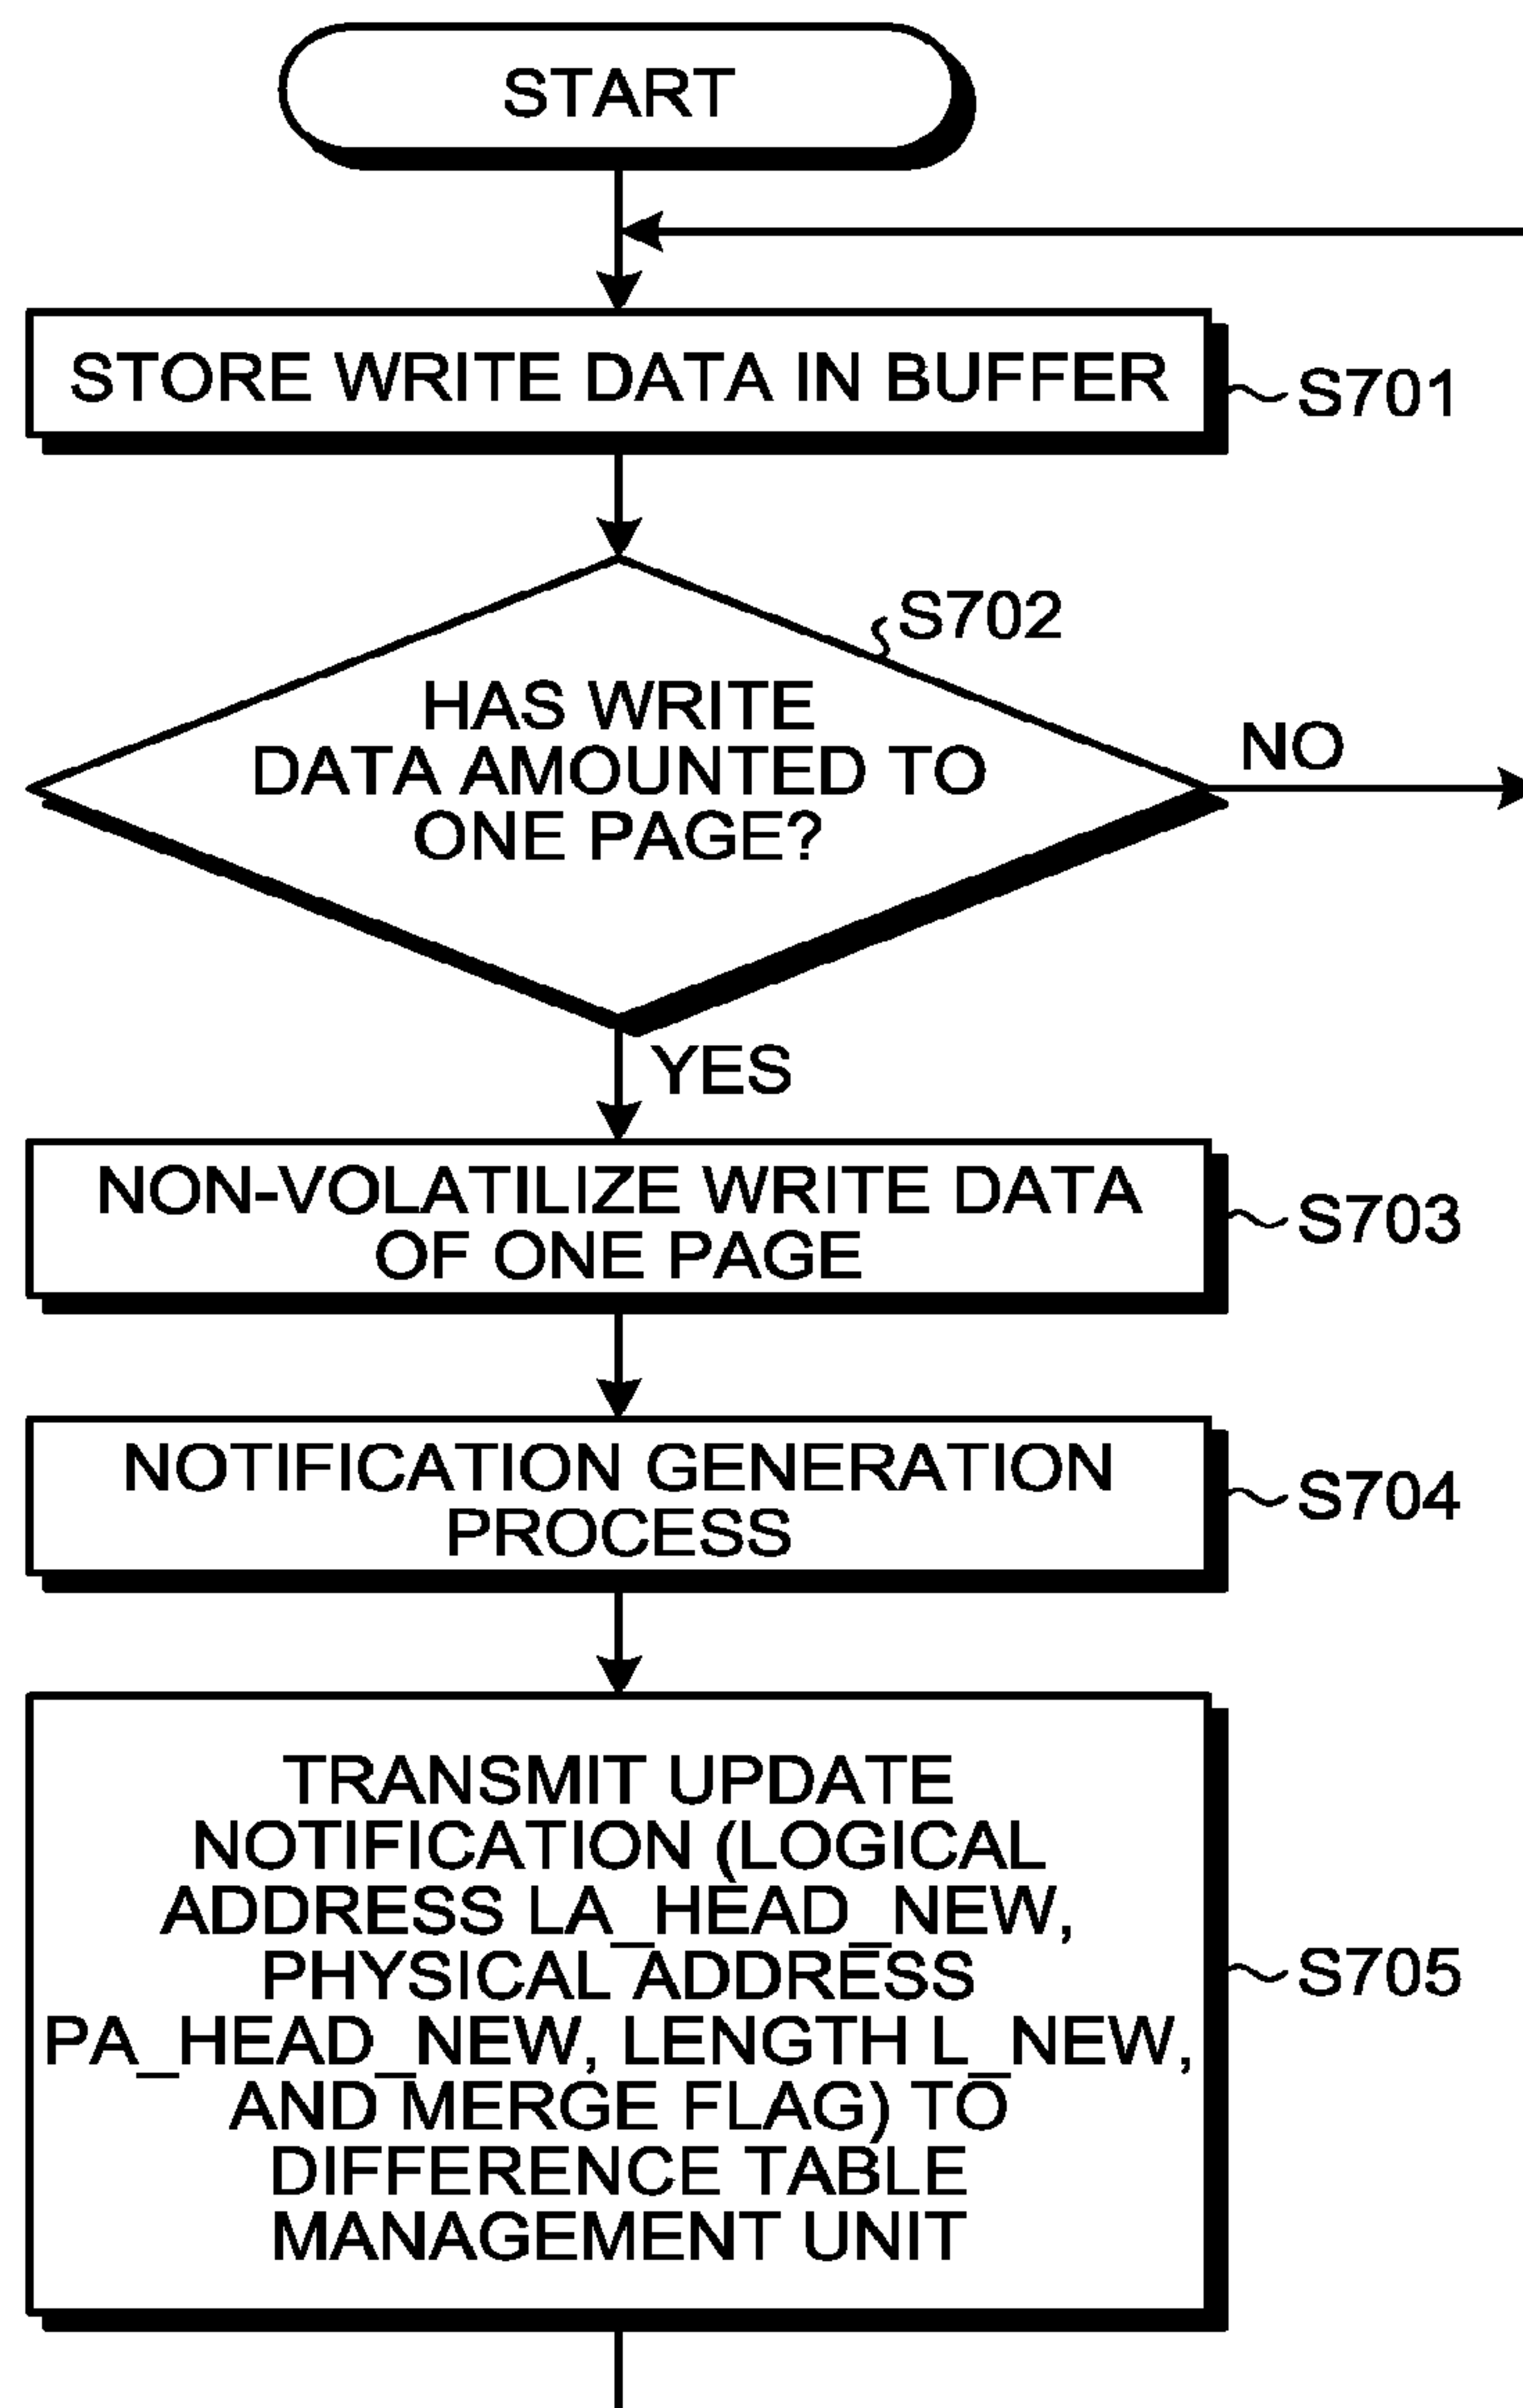 START
STORE WRITE DATA IN BUFFER
S701
S702
HAS WRITE
DATA AMOUNTED TO
ONE PAGE?
NO
YES
NON-VOLATILIZE WRITE DATA
OF ONE PAGE
S703
NOTIFICATION GENERATION
PROCESS
S704
TRANSMIT UPDATE
NOTIFICATION (LOGICAL
ADDRESS LA_HEAD_NEW,
PHYSICAL ADDRESS
PA_HEAD_NEW, LENGTH L_NEW,
AND MERGE FLAG) TO
DIFFERENCE TABLE
MANAGEMENT UNIT
S705